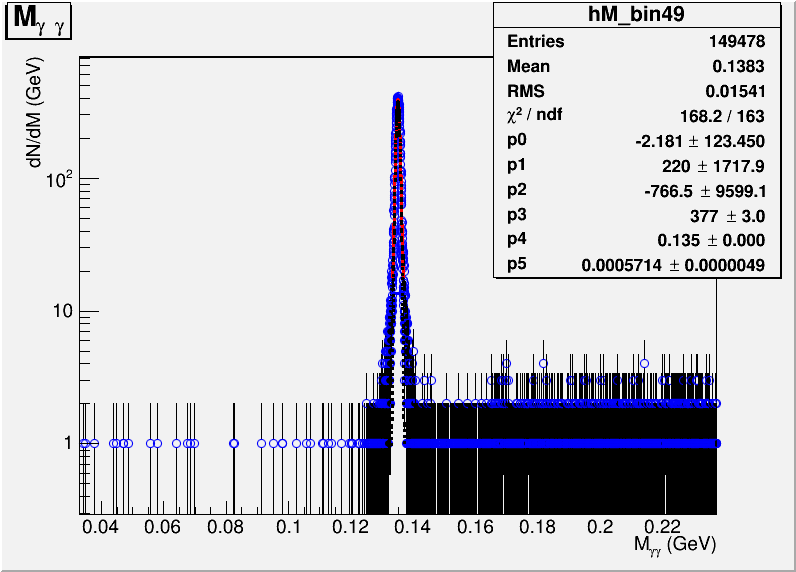 M γ γ
hM_bin49
Entries 149478
Mean 0.1383
RMS 0.01541
χ² / ndf 168.2 / 163
p0 -2.181 ± 123.450
p1 220 ± 1717.9
p2 -766.5 ± 9599.1
p3 377 ± 3.0
p4 0.135 ± 0.000
p5 0.0005714 ± 0.0000049
dN/dM (GeV)
10²
10
1
0.04 0.06 0.08 0.1 0.12 0.14 0.16 0.18 0.2 0.22
Mγγ (GeV)